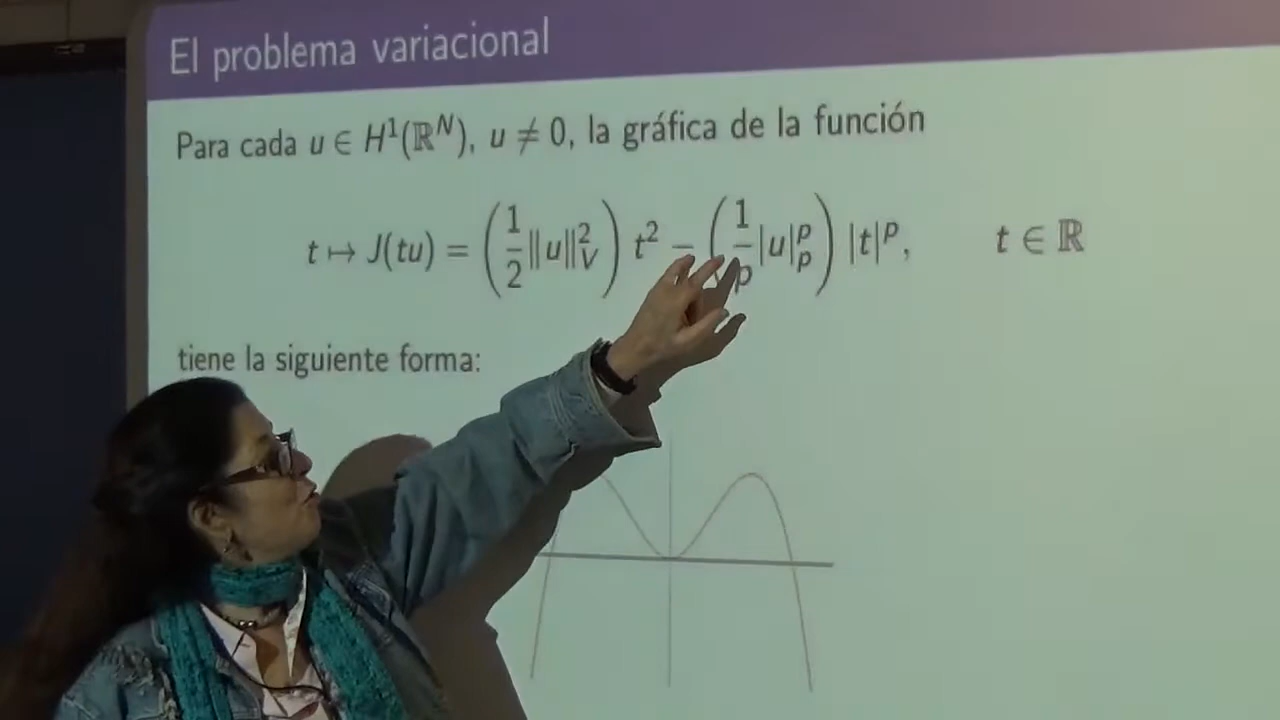 El problema variacional
Para cada u ∈ H¹(ℝᴺ), u ≠ 0, la gráfica de la función
t ↦ J(tu) = (1/2 ‖u‖²_V) t² − (1/p |u|ᵖ_p) |t|ᵖ, t ∈ ℝ
tiene la siguiente forma: